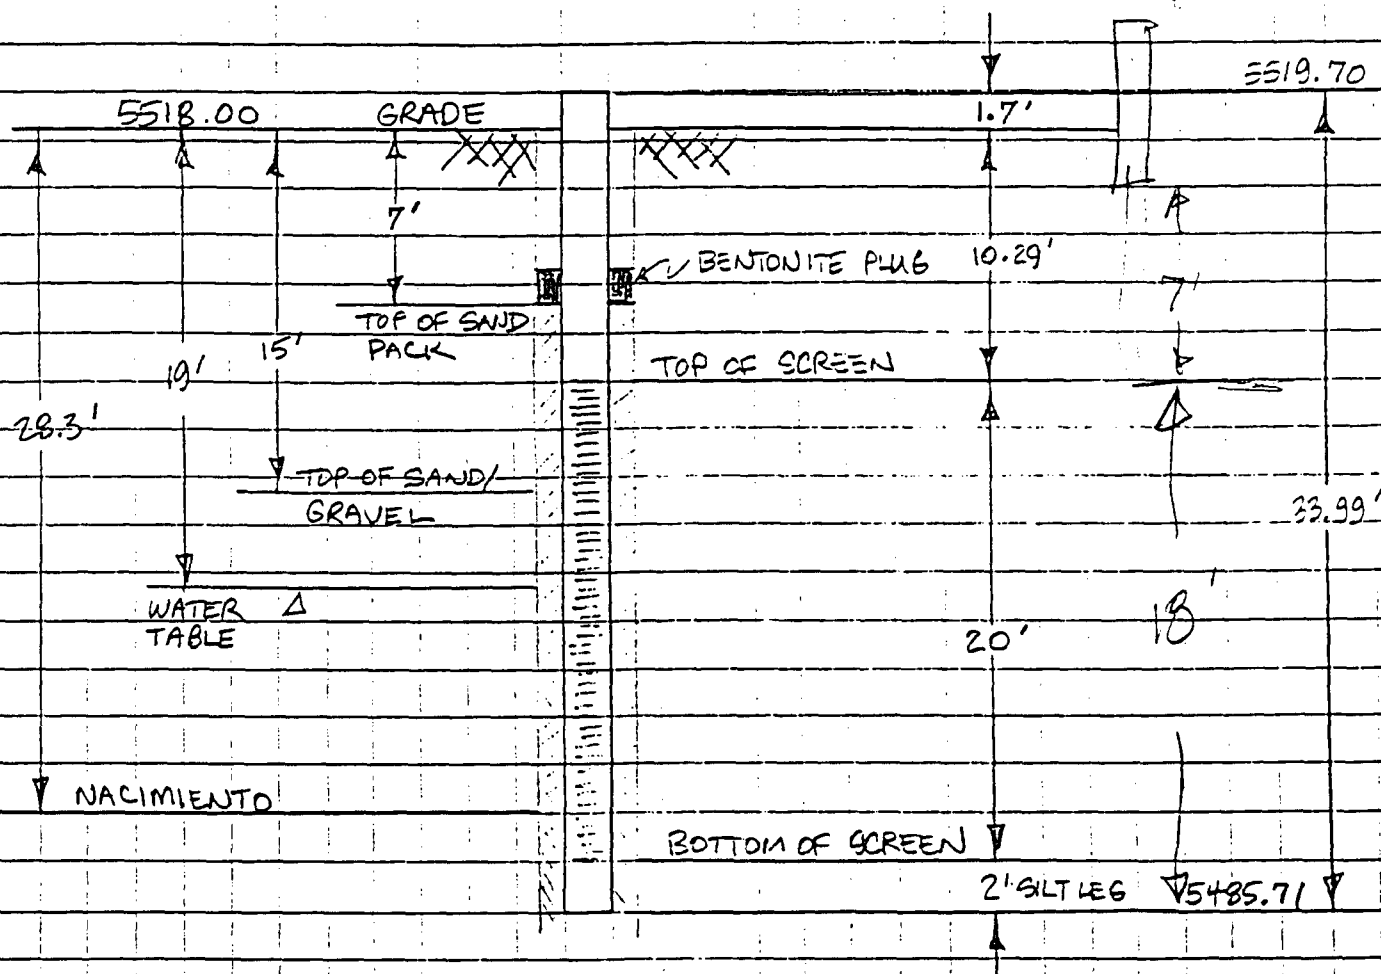 5519.70
5518.00 GRADE 1.7'
7'
BENTONITE PLUG 10.29'
7'
TOP OF SAND
PACK
15'
19'
TOP OF SCREEN
28.3'
TOP OF SAND/
GRAVEL
33.99'
WATER
TABLE
20'
18'
NACIMIENTO
BOTTOM OF SCREEN
2' SILT LEG 5485.71